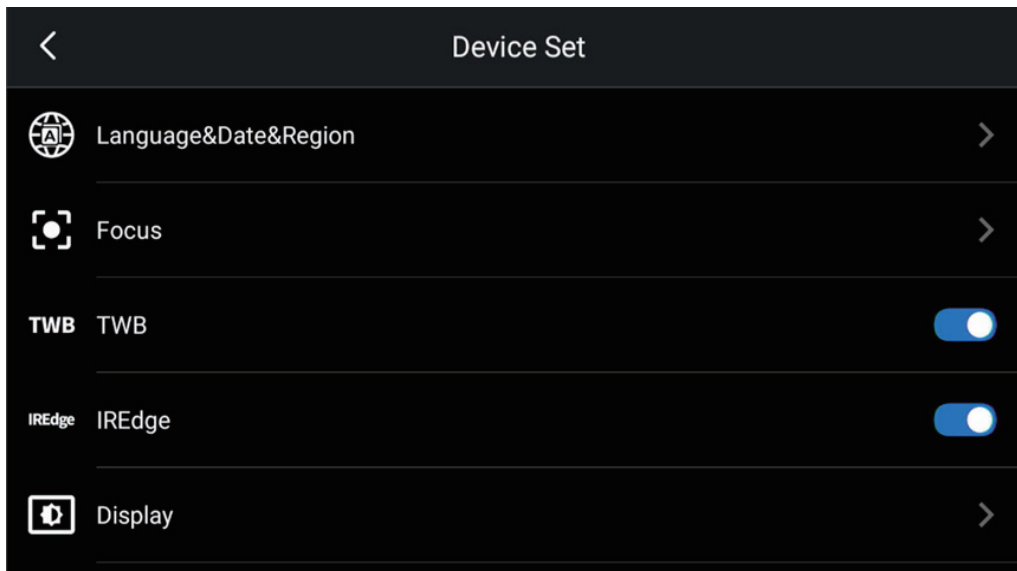 Device Set
A Language&Date&Region
Focus
TWB TWB
IREdge IREdge
Display